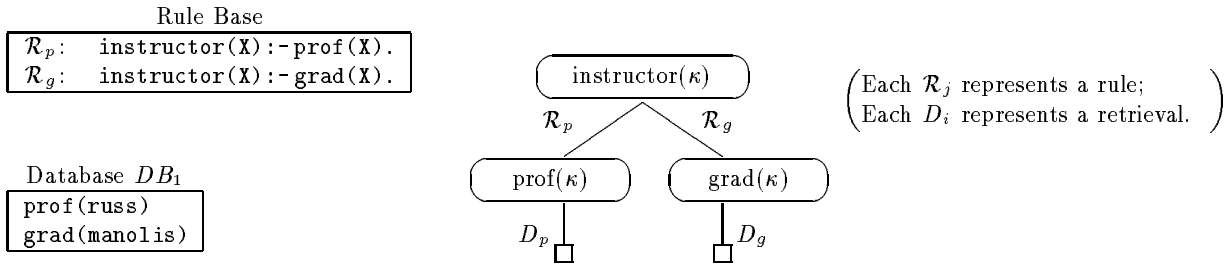 Rule Base
𝓡p: instructor(X):-prof(X).
𝓡g: instructor(X):-grad(X).
Database DB₁
prof(russ)
grad(manolis)
instructor(κ)
𝓡p 𝓡g
prof(κ) grad(κ)
Dp Dg
(Each 𝓡j represents a rule;
Each Di represents a retrieval.)